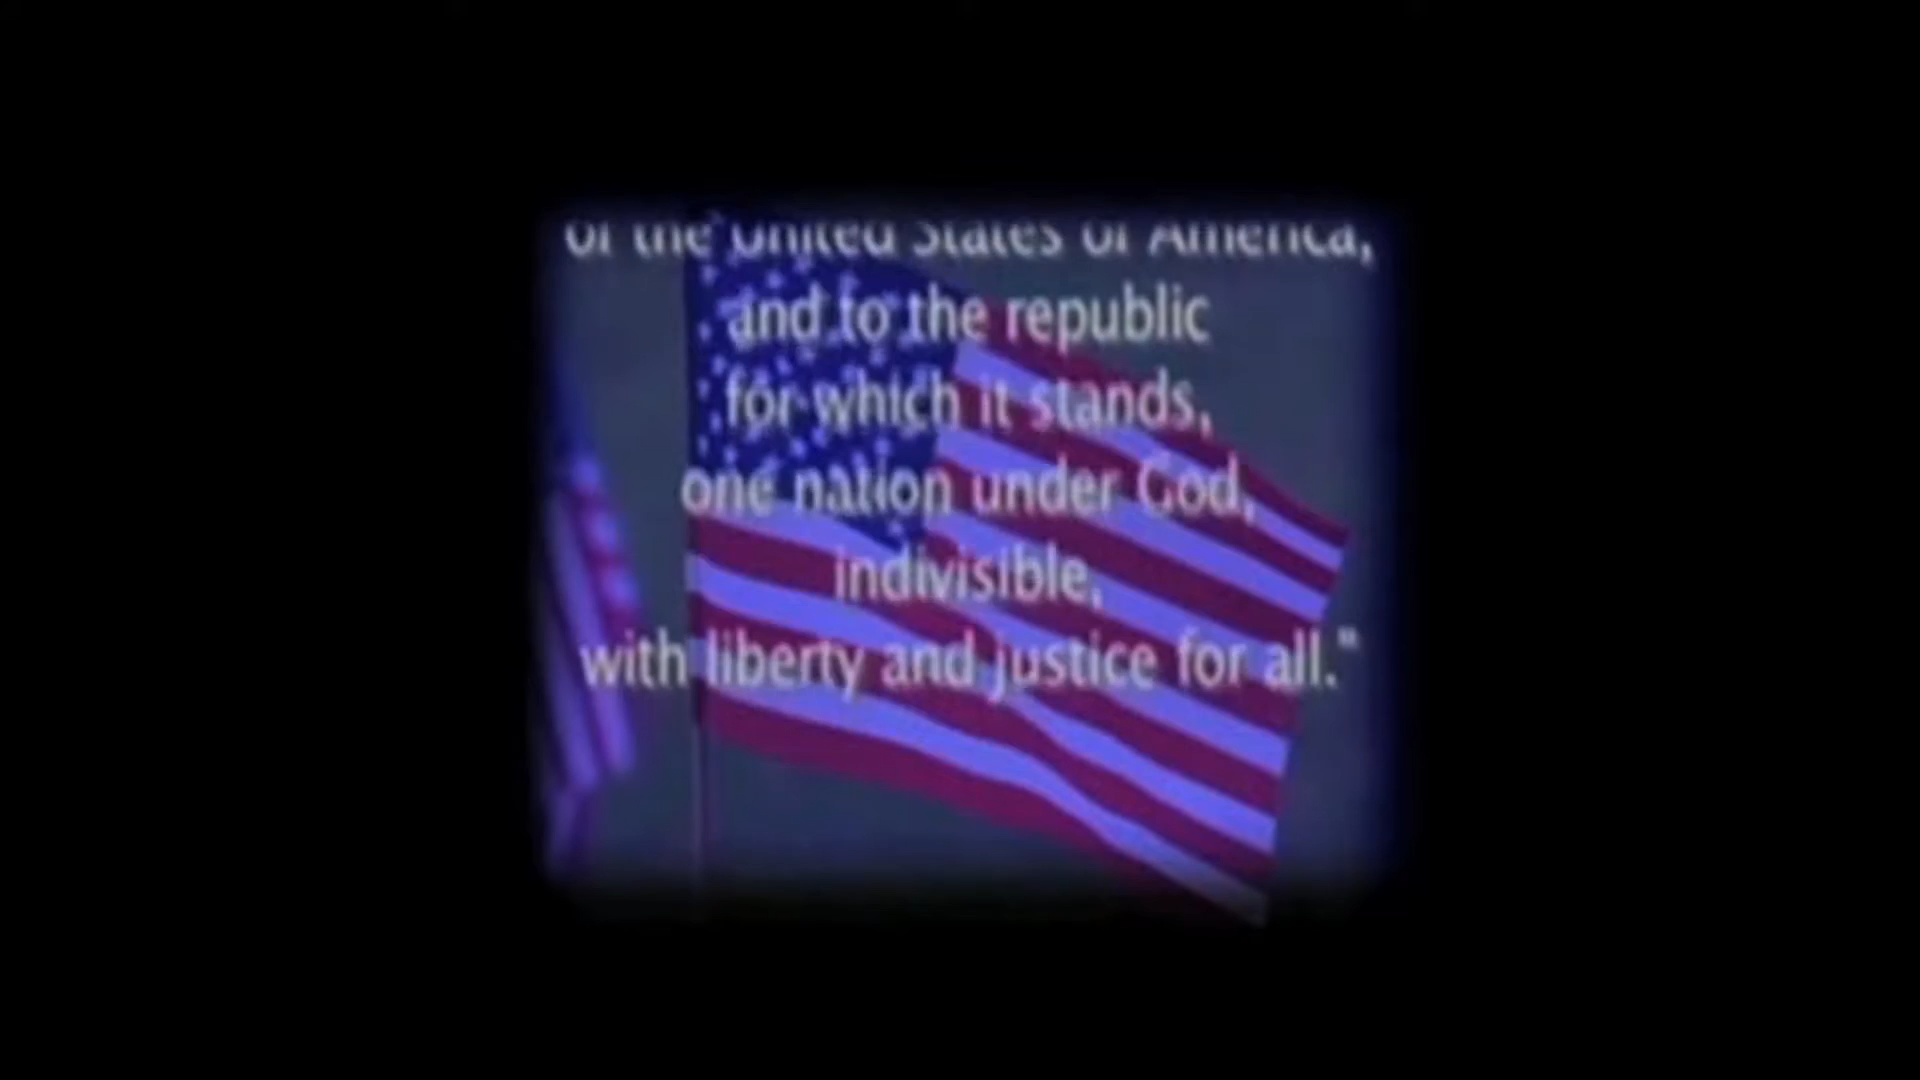 of the United States of America,
and to the republic
for which it stands,
one nation under God,
indivisible,
with liberty and justice for all."